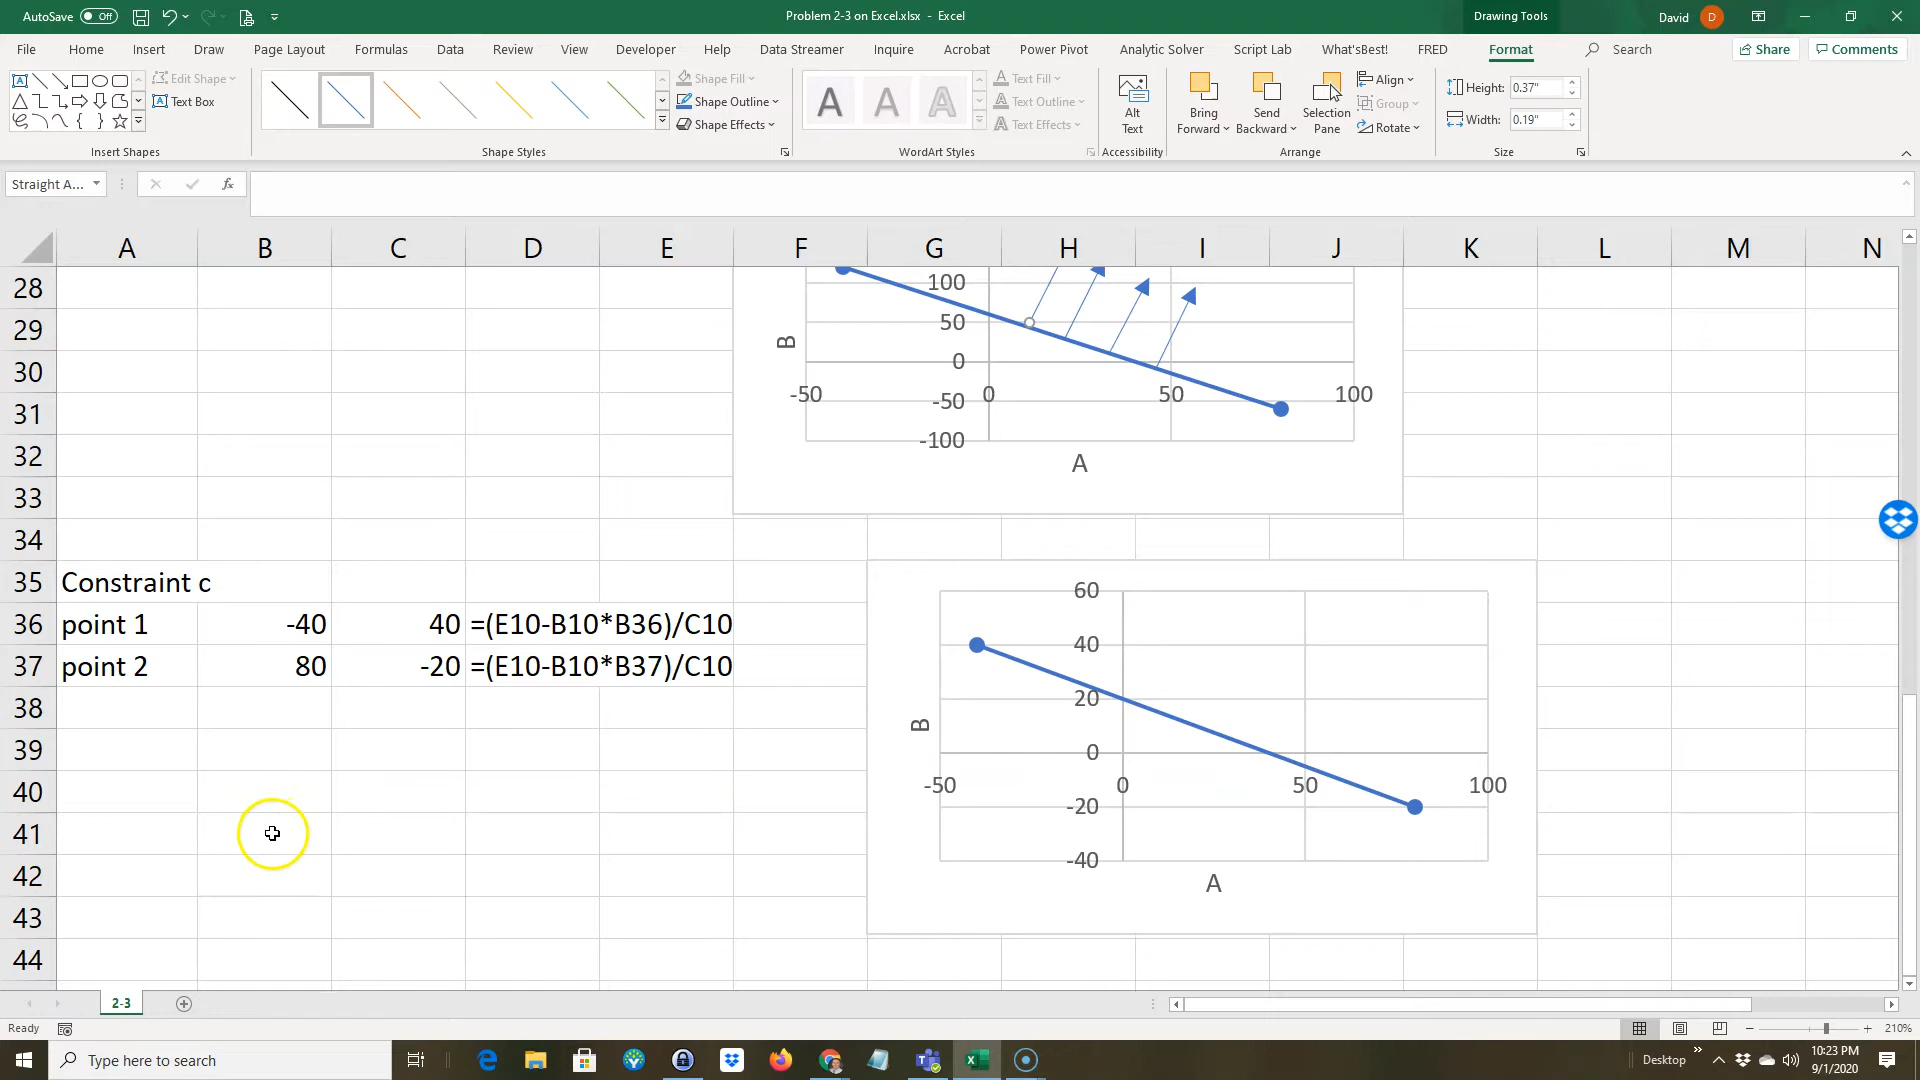 AutoSave Off
Problem 2-3 on Excel.xlsx - Excel
Drawing Tools
David D
File Home Insert Draw Page Layout Formulas Data Review View Developer Help Data Streamer Inquire Acrobat Power Pivot Analytic Solver Script Lab What'sBest! FRED Format Search Share Comments
Edit Shape
Text Box
Insert Shapes
Shape Fill
Shape Outline
Shape Effects
Shape Styles
A A A
Text Fill
Text Outline
Text Effects
WordArt Styles
Alt
Text
Accessibility
Bring
Forward
Send
Backward
Selection
Pane
Align
Group
Rotate
Arrange
Height: 0.37"
Width: 0.19"
Size
Straight A...
fx
A B C D E F G H I J K L M N
28
29
30
31
32
33
34
35 Constraint c
36 point 1 -40 40 =(E10-B10*B36)/C10
37 point 2 80 -20 =(E10-B10*B37)/C10
38
39
40
41
42
43
44
100
50
0
-50
-100
-50 0 50 100
B
A
60
40
20
0
-20
-40
-50 0 50 100
B
A
2-3
Ready
210%
Type here to search
Desktop
10:23 PM
9/1/2020